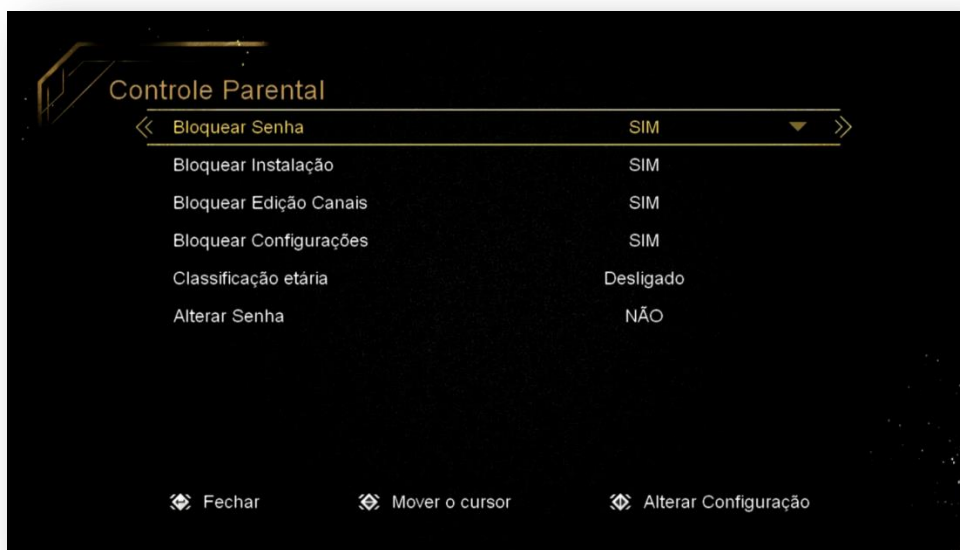 Controle Parental
Bloquear Senha SIM
Bloquear Instalação SIM
Bloquear Edição Canais SIM
Bloquear Configurações SIM
Classificação etária Desligado
Alterar Senha NÃO
Fechar Mover o cursor Alterar Configuração